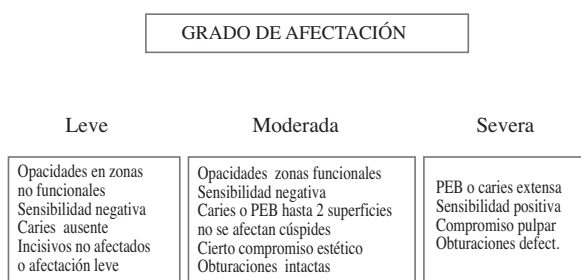 GRADO DE AFECTACIÓN
Leve
Moderada
Severa
Opacidades en zonas
no funcionales
Sensibilidad negativa
Caries ausente
Incisivos no afectados
o afectación leve
Opacidades zonas funcionales
Sensibilidad negativa
Caries o PEB hasta 2 superficies
no se afectan cúspides
Cierto compromiso estético
Obturaciones intactas
PEB o caries extensa
Sensibilidad positiva
Compromiso pulpar
Obturaciones defect.